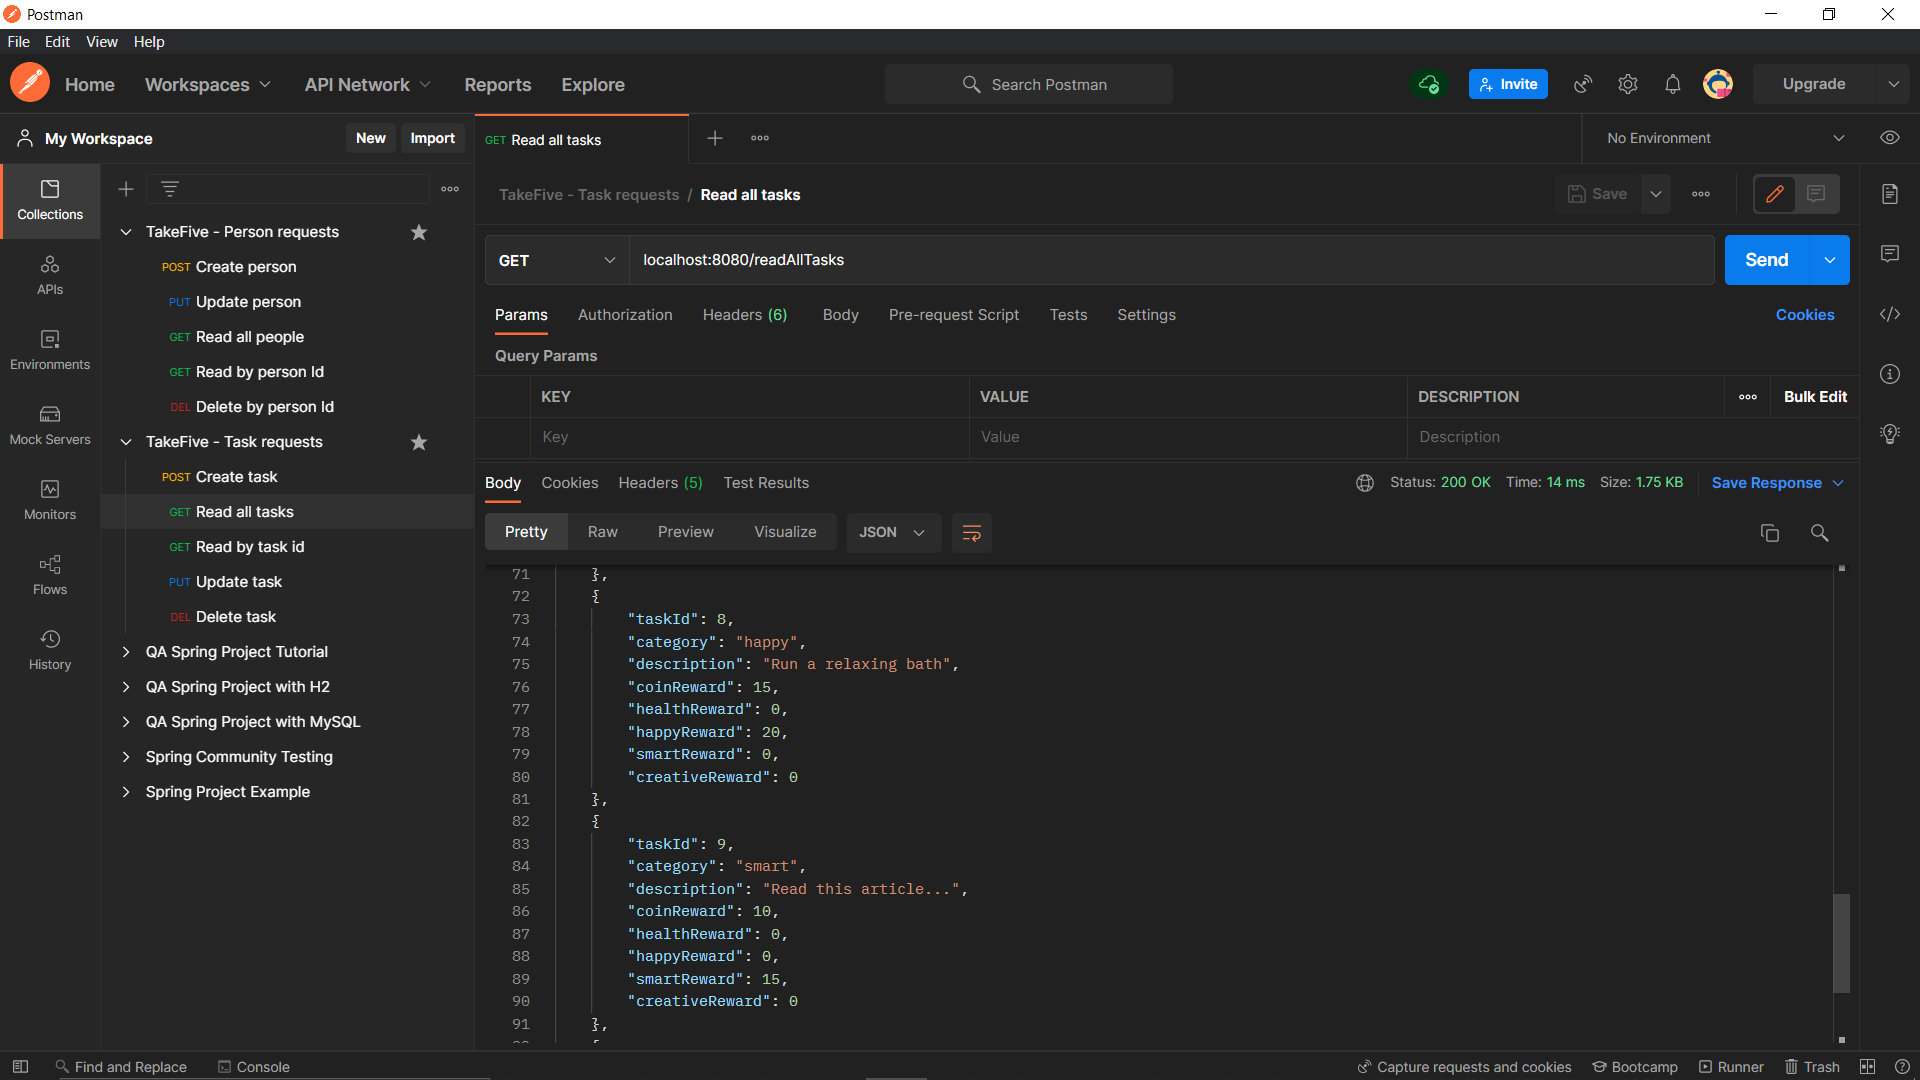 Postman
File Edit View Help
Home Workspaces API Network Reports Explore Search Postman Invite Upgrade
My Workspace New Import GET Read all tasks No Environment
Collections
APIs
Environments
Mock Servers
Monitors
Flows
History
TakeFive - Person requests
POST Create person
PUT Update person
GET Read all people
GET Read by person Id
DEL Delete by person Id
TakeFive - Task requests
POST Create task
GET Read all tasks
GET Read by task id
PUT Update task
DEL Delete task
QA Spring Project Tutorial
QA Spring Project with H2
QA Spring Project with MySQL
Spring Community Testing
Spring Project Example
TakeFive - Task requests / Read all tasks Save
GET localhost:8080/readAllTasks Send
Params Authorization Headers (6) Body Pre-request Script Tests Settings Cookies
Query Params
KEY VALUE DESCRIPTION Bulk Edit
Key Value Description
Body Cookies Headers (5) Test Results Status: 200 OK Time: 14 ms Size: 1.75 KB Save Response
Pretty Raw Preview Visualize JSON
71 },
72 {
73 "taskId": 8,
74 "category": "happy",
75 "description": "Run a relaxing bath",
76 "coinReward": 15,
77 "healthReward": 0,
78 "happyReward": 20,
79 "smartReward": 0,
80 "creativeReward": 0
81 },
82 {
83 "taskId": 9,
84 "category": "smart",
85 "description": "Read this article...",
86 "coinReward": 10,
87 "healthReward": 0,
88 "happyReward": 0,
89 "smartReward": 15,
90 "creativeReward": 0
91 },
Find and Replace Console Capture requests and cookies Bootcamp Runner Trash